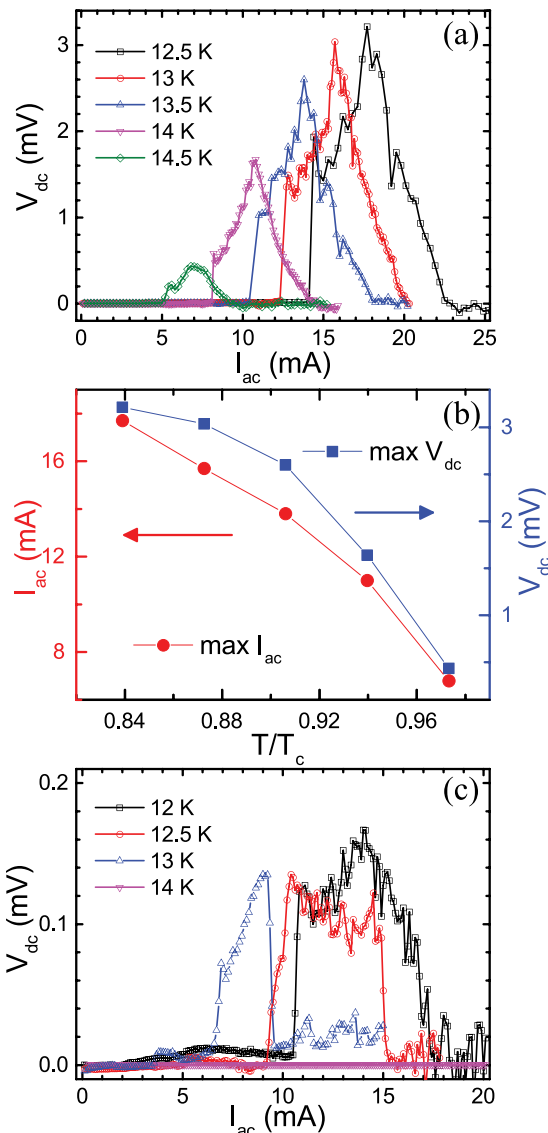 (a)
12.5 K
13 K
13.5 K
14 K
14.5 K
3
2
1
0
V_dc (mV)
0 5 10 15 20 25
I_ac (mA)
(b)
max V_dc
max I_ac
16
12
8
I_ac (mA)
3
2
1
V_dc (mV)
0.84 0.88 0.92 0.96
T/T_c
(c)
12 K
12.5 K
13 K
14 K
0.2
0.1
0.0
V_dc (mV)
0 5 10 15 20
I_ac (mA)